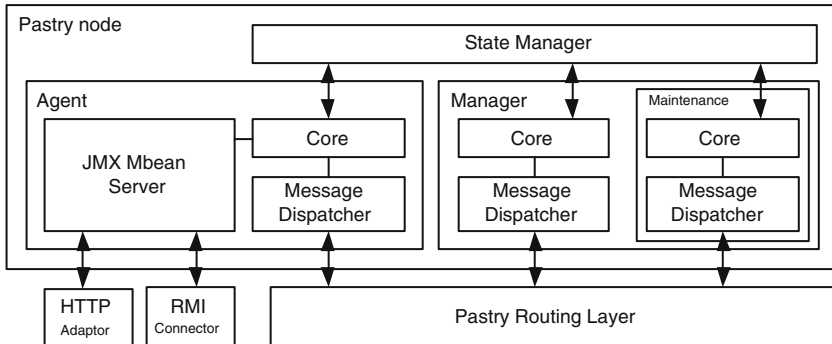 Pastry node
State Manager
Agent
JMX Mbean
Server
Core
Message
Dispatcher
Manager
Core
Message
Dispatcher
Maintenance
Core
Message
Dispatcher
HTTP
Adaptor
RMI
Connector
Pastry Routing Layer